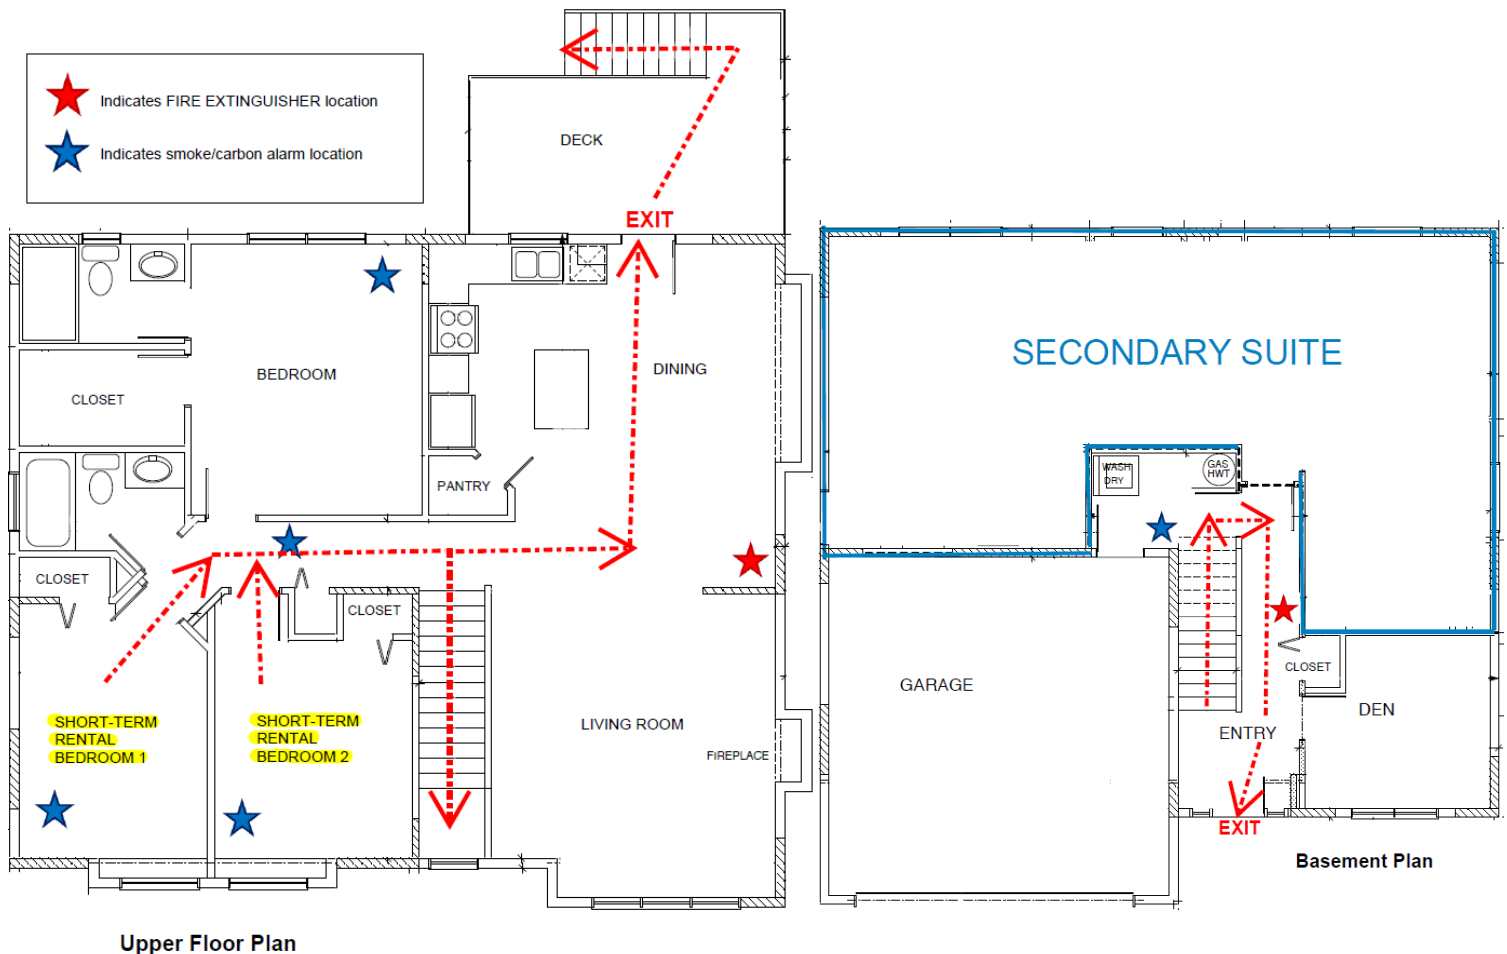 Indicates FIRE EXTINGUISHER location
Indicates smoke/carbon alarm location
DECK
EXIT
BEDROOM
DINING
CLOSET
PANTRY
CLOSET
CLOSET
SHORT-TERM
RENTAL
BEDROOM 1
SHORT-TERM
RENTAL
BEDROOM 2
LIVING ROOM
FIREPLACE
Upper Floor Plan
SECONDARY SUITE
WASH
DRY
GAS
HWT
GARAGE
CLOSET
DEN
ENTRY
EXIT
Basement Plan